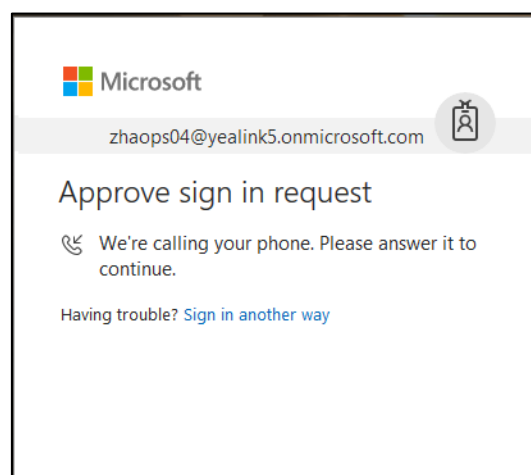 Microsoft
zhaops04@yealink5.onmicrosoft.com
Approve sign in request
We're calling your phone. Please answer it to
continue.
Having trouble? Sign in another way